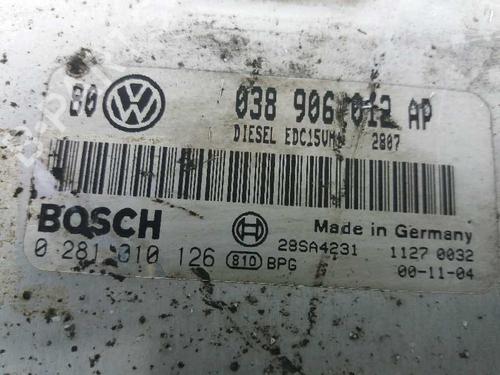 80 VW 038 906 012 AP
DIESEL EDC15VM+ 2807
BOSCH
Made in Germany
0 281 010 126 810 BPG
28SA4231 1127 0032
00-11-04